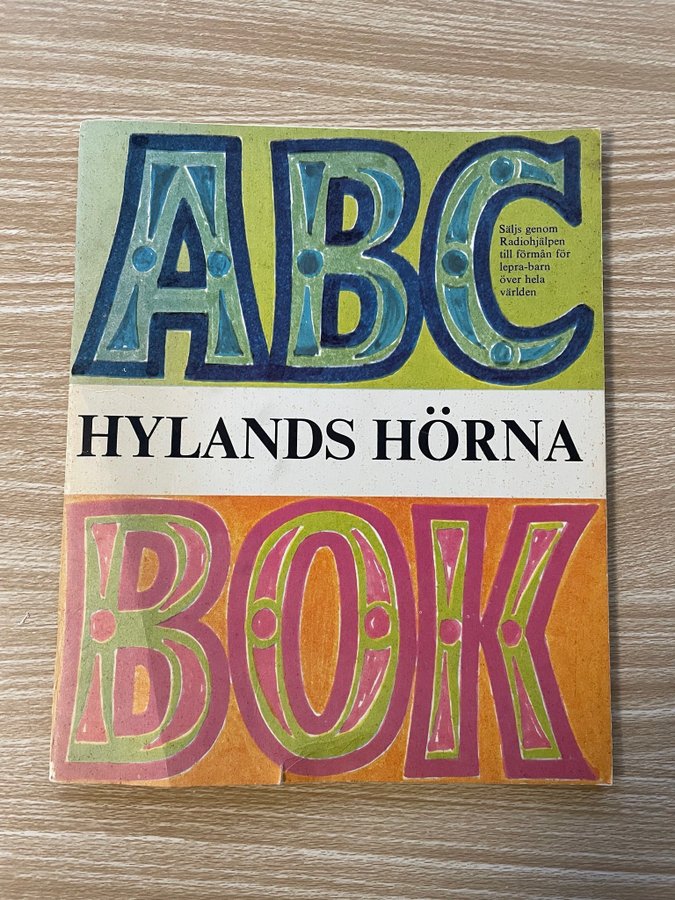 ABC
Säljs genom
Radiohjälpen
till förmån för
lepra-barn
över hela
världen
HYLANDS HÖRNA
BOK